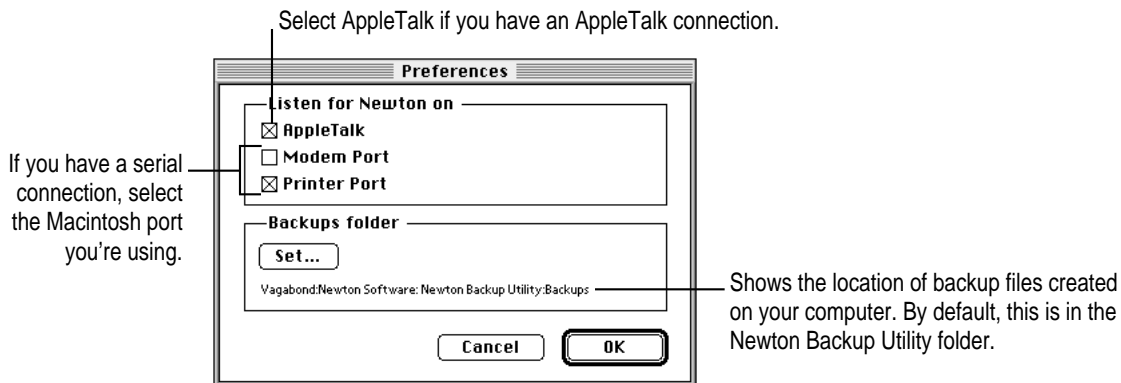 Select AppleTalk if you have an AppleTalk connection.
Preferences
Listen for Newton on
AppleTalk
Modem Port
Printer Port
If you have a serial
connection, select
the Macintosh port
you’re using.
Backups folder
Set...
Vagabond:Newton Software: Newton Backup Utility:Backups
Shows the location of backup files created
on your computer. By default, this is in the
Newton Backup Utility folder.
Cancel
OK